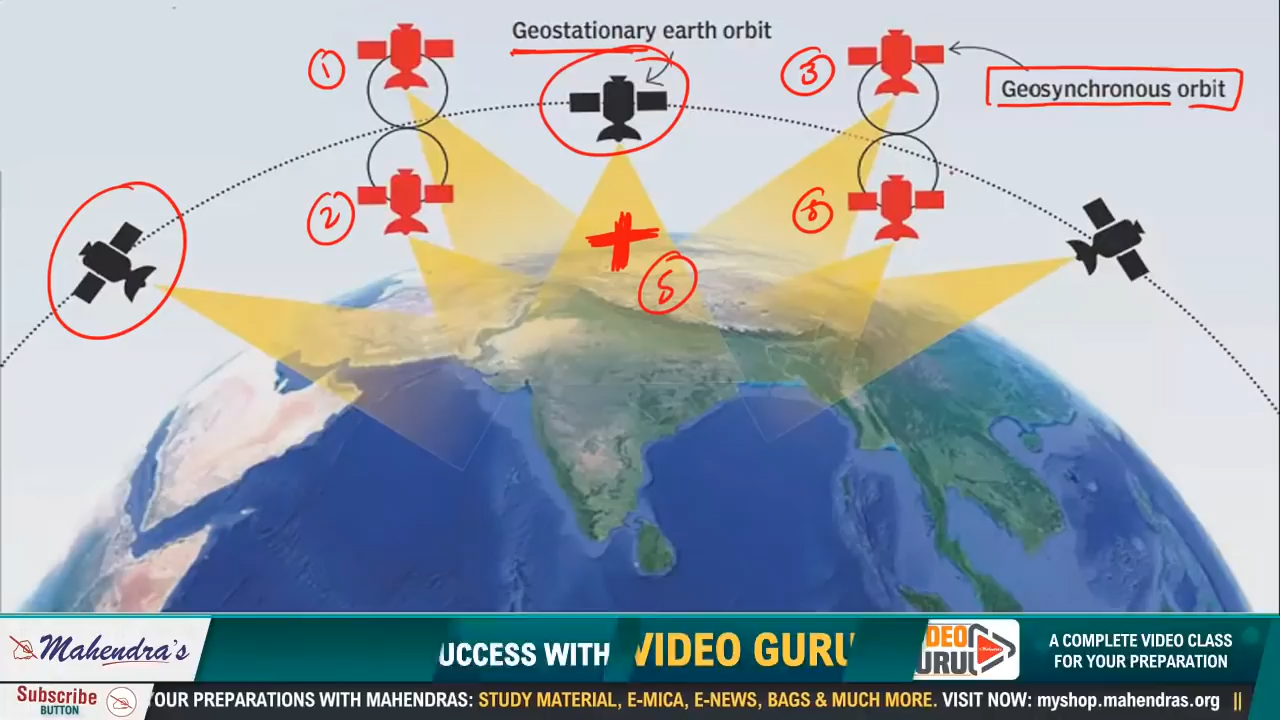 Geostationary earth orbit
Geosynchronous orbit
1
2
3
5
Mahendra's
UCCESS WITH
VIDEO GURU
DEO
URUL
A COMPLETE VIDEO CLASS
FOR YOUR PREPARATION
Subscribe
BUTTON
YOUR PREPARATIONS WITH MAHENDRAS: STUDY MATERIAL, E-MICA, E-NEWS, BAGS & MUCH MORE. VISIT NOW: myshop.mahendras.org ||